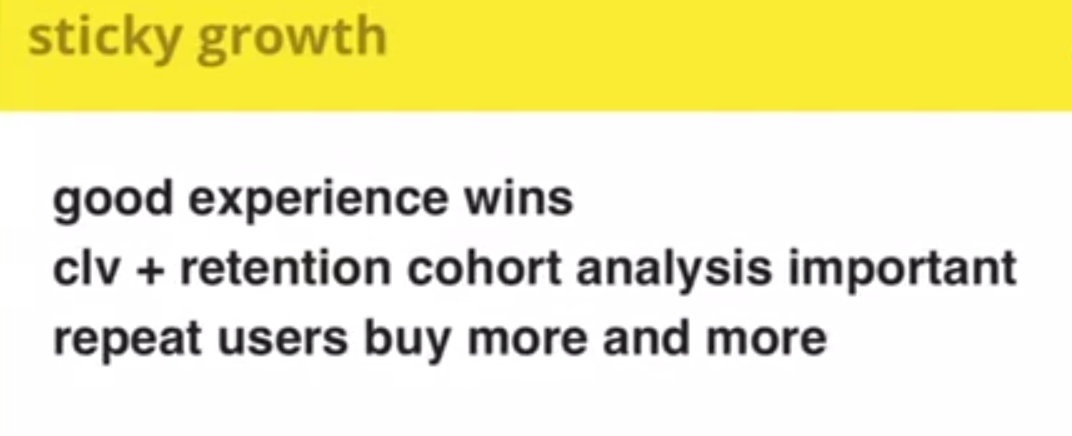 sticky growth
good experience wins
clv + retention cohort analysis important
repeat users buy more and more